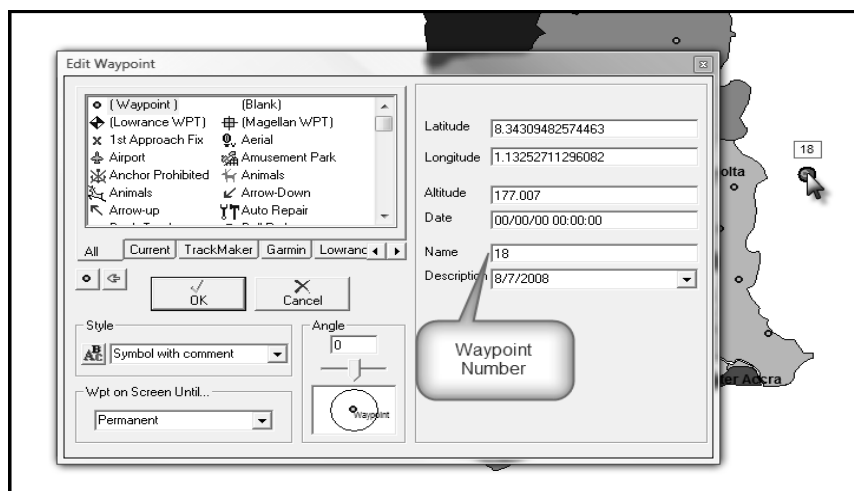 Edit Waypoint
(Waypoint) (Blank)
(Lowrance WPT) (Magellan WPT)
1st Approach Fix Aerial
Airport Amusement Park
Anchor Prohibited Animals
Animals Arrow-Down
Arrow-up Auto Repair
All Current TrackMaker Garmin Lowranc
OK Cancel
Style
Symbol with comment
Wpt on Screen Until...
Permanent
Angle
0
Waypoint
Latitude 8.34309482574463
Longitude 1.13252711296082
Altitude 177.007
Date 00/00/00 00:00:00
Name 18
Description 8/7/2008
Waypoint
Number
18
olta
ter Accra